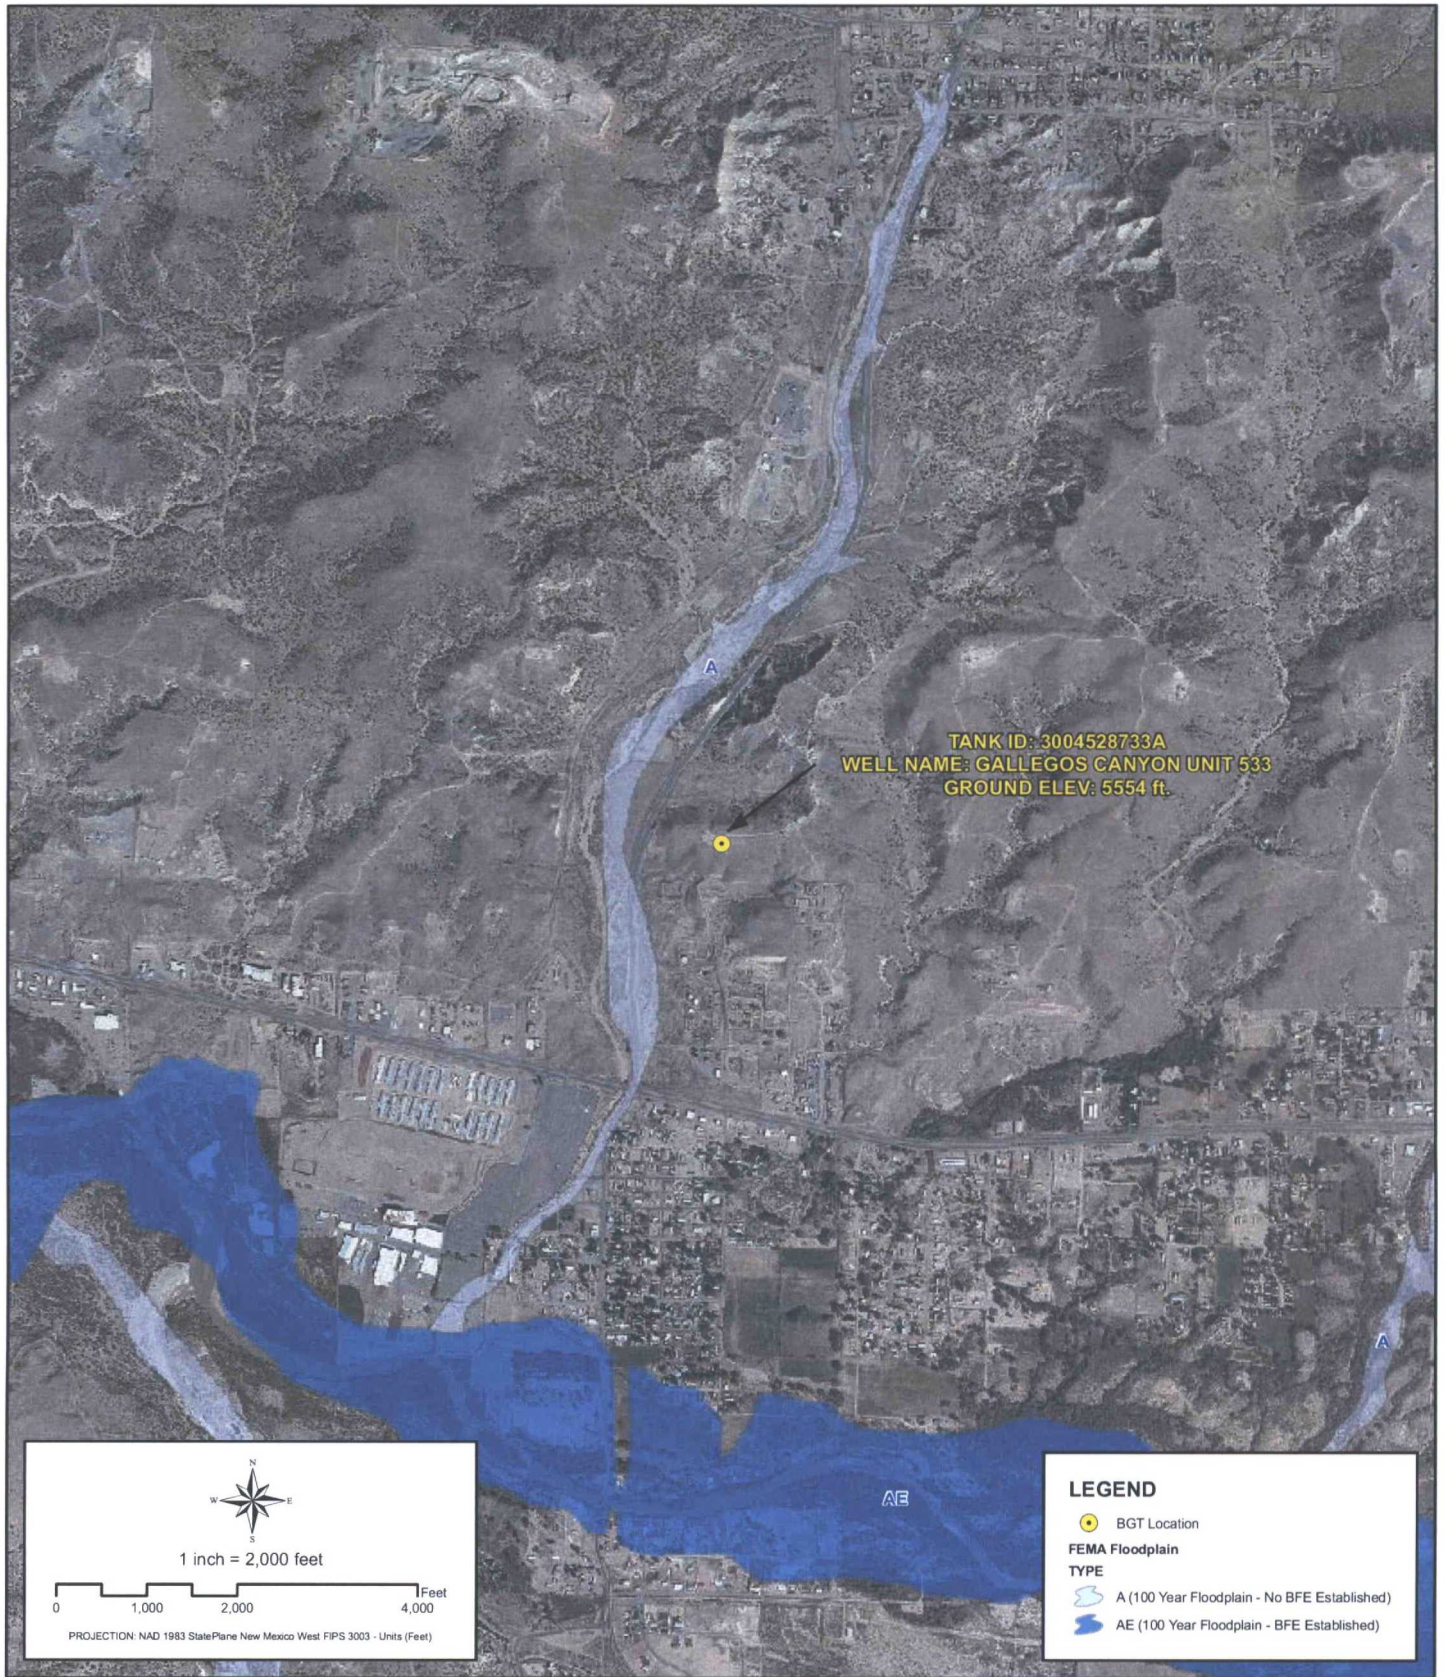 A
TANK ID: 3004528733A
WELL NAME: GALLEGOS CANYON UNIT 533
GROUND ELEV: 5554 ft.
A
AE
N
W E
S
1 inch = 2,000 feet
Feet
0 1,000 2,000 4,000
PROJECTION: NAD 1983 StatePlane New Mexico West FIPS 3003 - Units (Feet)
LEGEND
BGT Location
FEMA Floodplain
TYPE
A (100 Year Floodplain - No BFE Established)
AE (100 Year Floodplain - BFE Established)